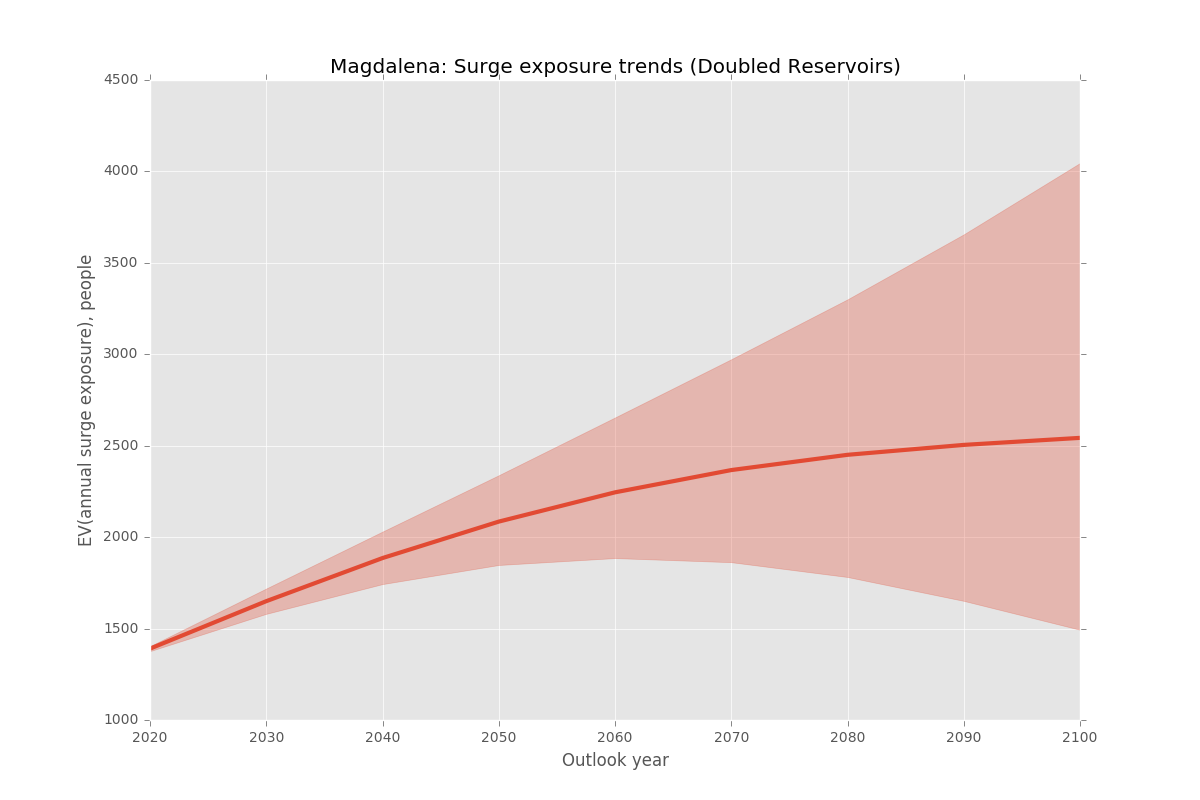 Magdalena: Surge exposure trends (Doubled Reservoirs)
4500
4000
3500
3000
2500
2000
1500
1000
EV(annual surge exposure), people
2020 2030 2040 2050 2060 2070 2080 2090 2100
Outlook year